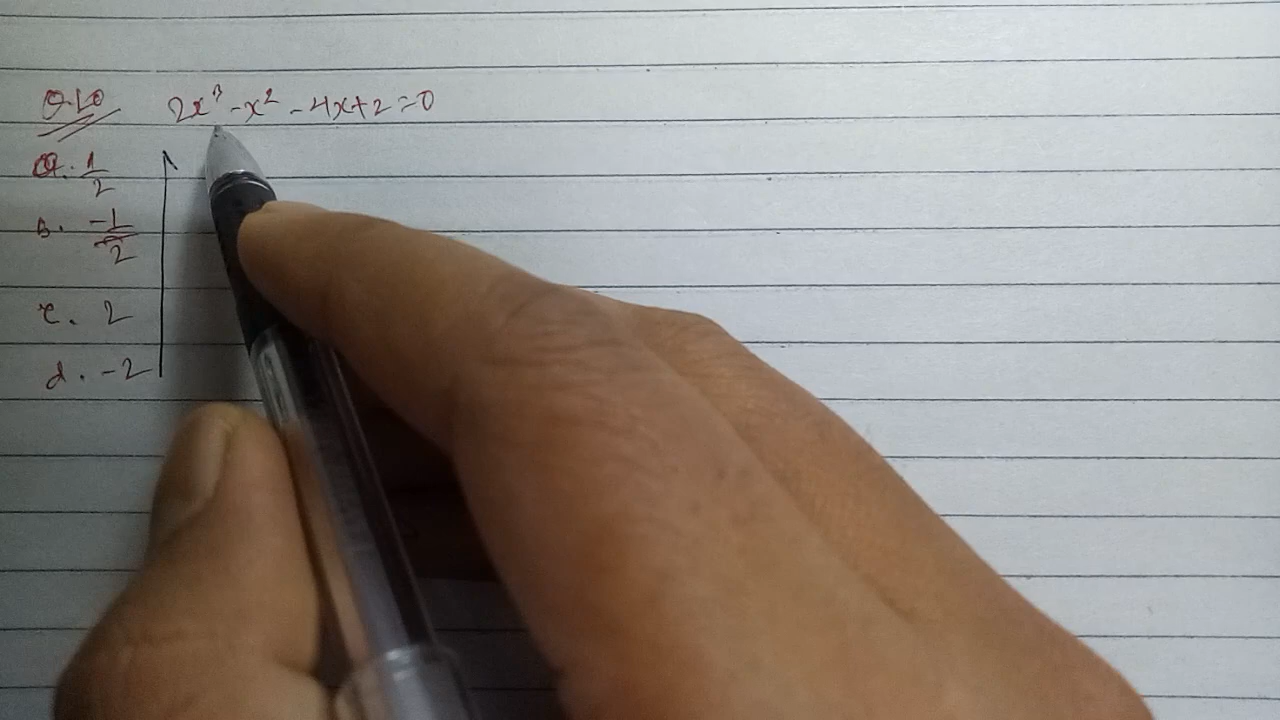 Q.10 2x³ - x² - 4x + 2 = 0
a. 1/2
B. -1/2
c. 2
d. -2